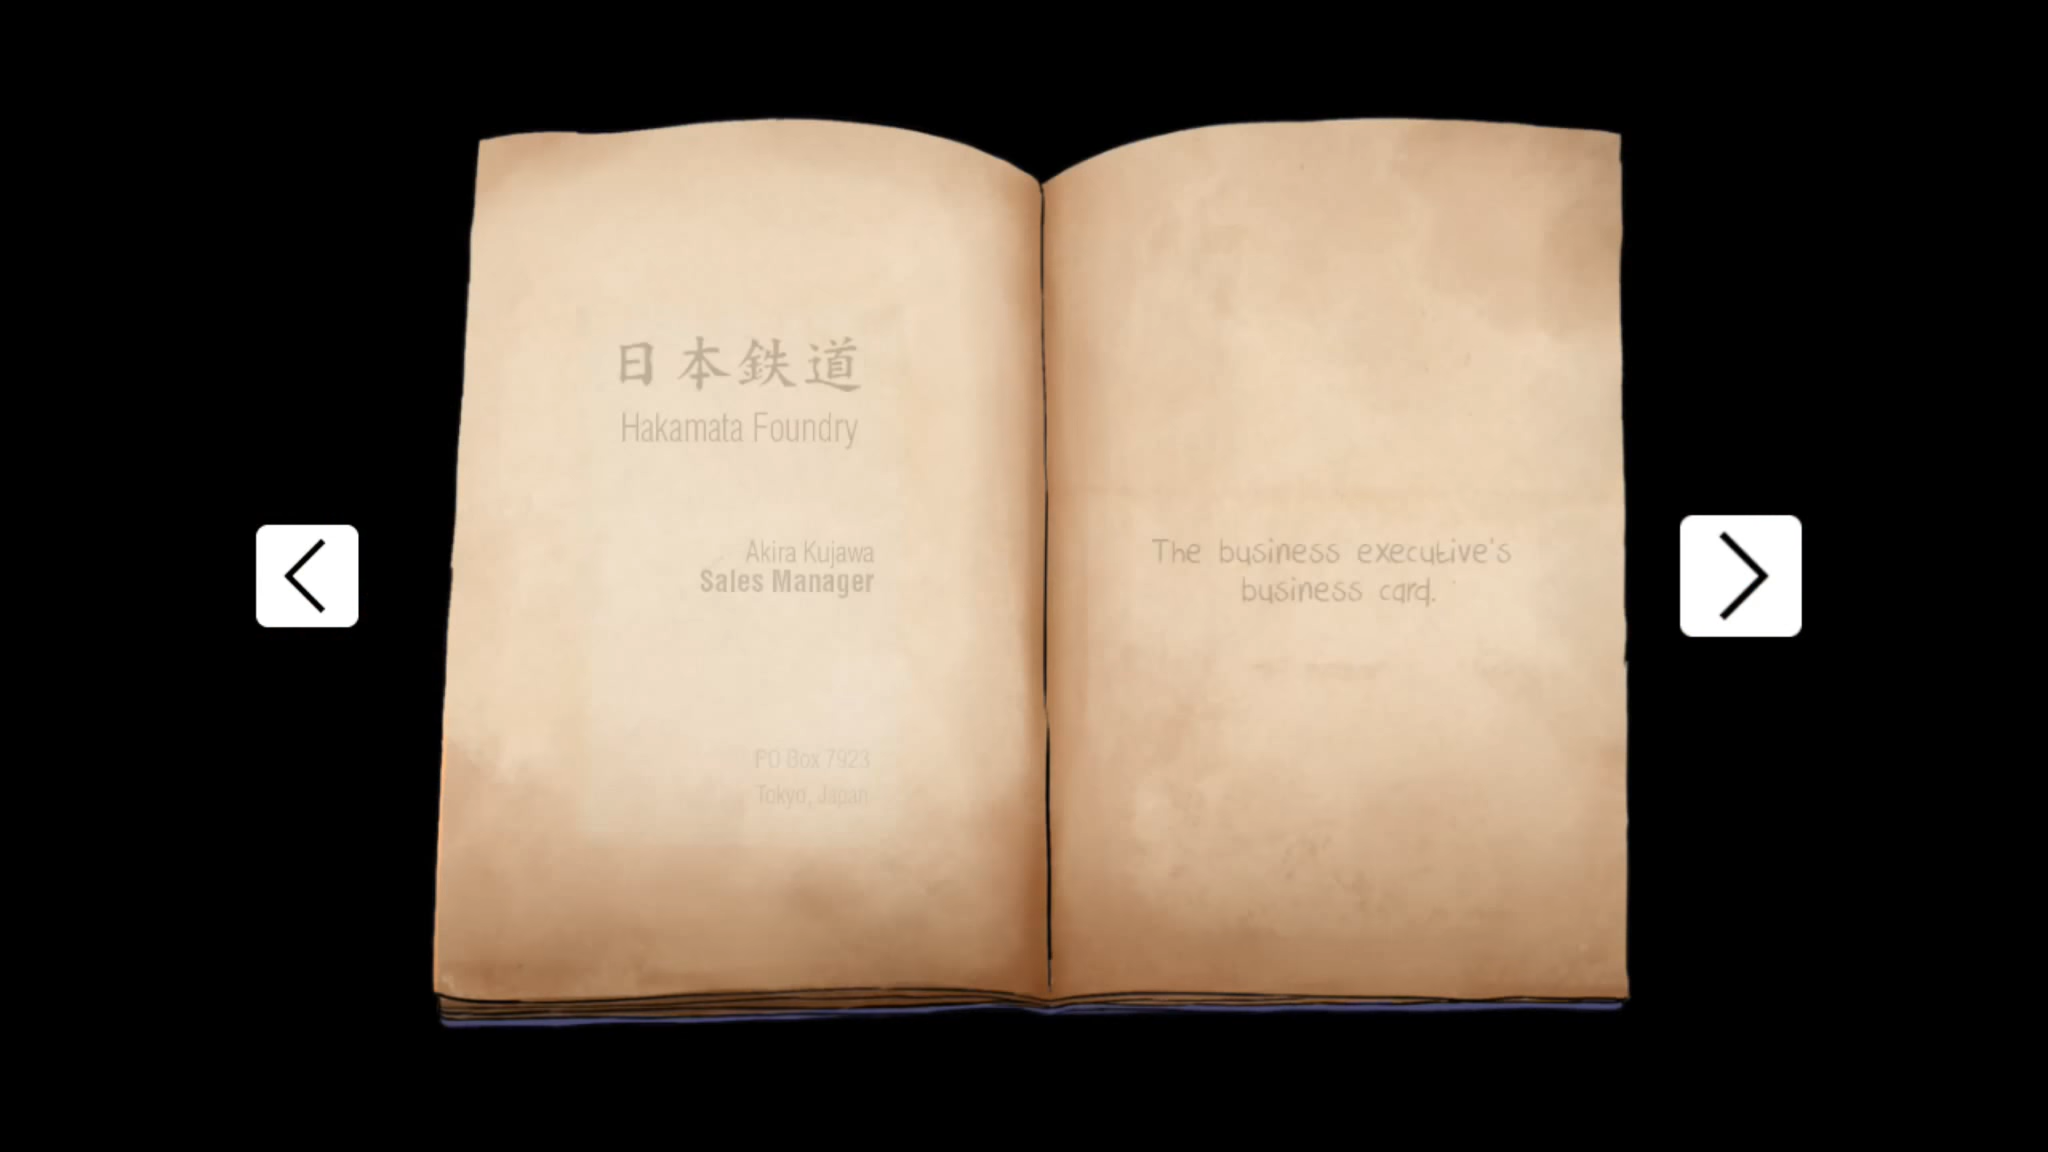 日本鉄道
Hakamata Foundry
Akira Kujawa
Sales Manager
PO Box 7923
Tokyo, Japan
The business executive's
business card.